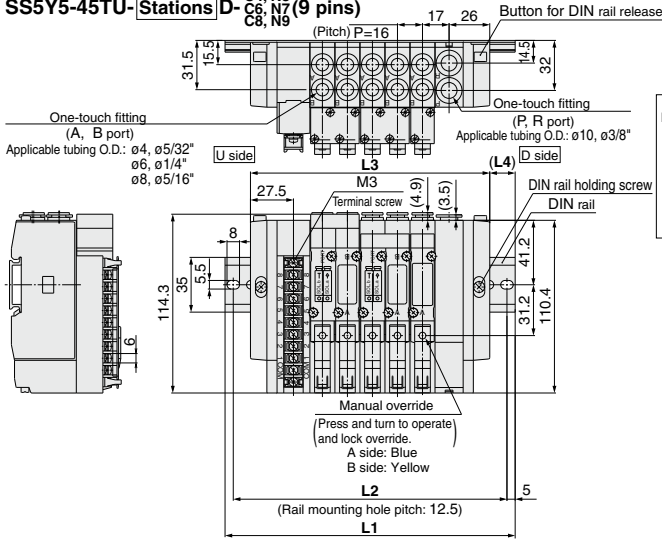 SS5Y5-45TU- Stations D- C6, N7 (9 pins)
C8, N9
(Pitch) P=16
17
26
Button for DIN rail release
31.5
15.5
14.5
32
One-touch fitting
(A, B port)
Applicable tubing O.D.: ø4, ø5/32"
ø6, ø1/4"
ø8, ø5/16"
One-touch fitting
(P, R port)
Applicable tubing O.D.: ø10, ø3/8"
U side
D side
L3
(L4)
27.5
M3
Terminal screw
(4.9)
(3.5)
DIN rail holding screw
DIN rail
8
5.5
35
114.3
41.2
31.2
110.4
6
Manual override
(Press and turn to operate
and lock override.)
A side: Blue
B side: Yellow
L2
5
(Rail mounting hole pitch: 12.5)
L1